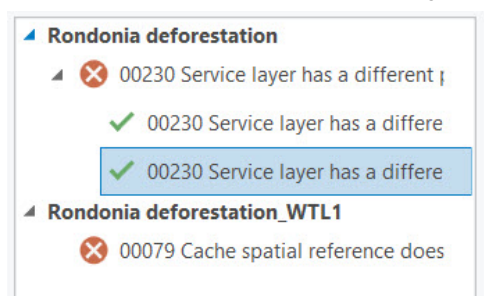 Rondonia deforestation
00230 Service layer has a different p
00230 Service layer has a differe
00230 Service layer has a differe
Rondonia deforestation_WTL1
00079 Cache spatial reference does